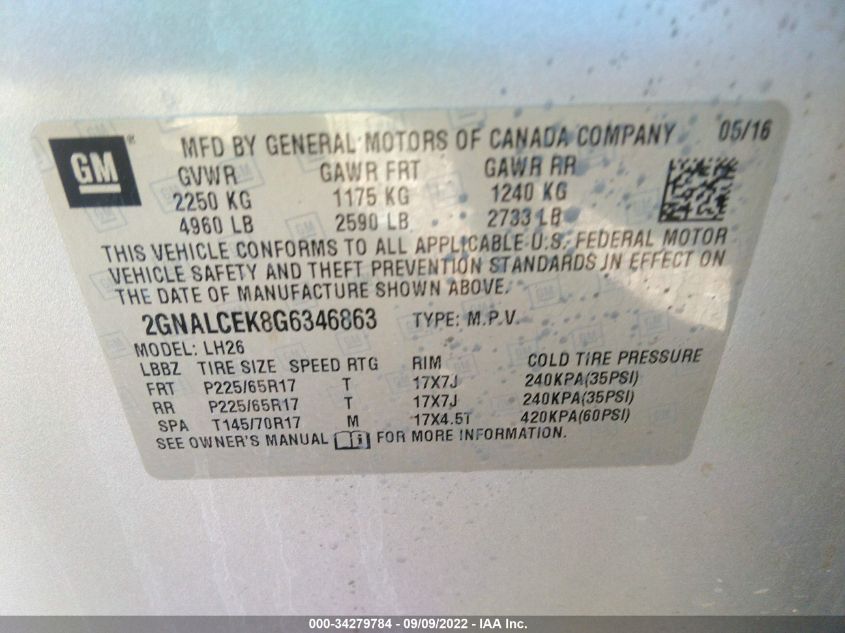 GM
MFD BY GENERAL MOTORS OF CANADA COMPANY 05/16
GVWR GAWR FRT GAWR RR
2250 KG 1175 KG 1240 KG
4960 LB 2590 LB 2733 LB
THIS VEHICLE CONFORMS TO ALL APPLICABLE U.S. FEDERAL MOTOR
VEHICLE SAFETY AND THEFT PREVENTION STANDARDS IN EFFECT ON
THE DATE OF MANUFACTURE SHOWN ABOVE.
2GNALCEK8G6346863 TYPE: M.P.V.
MODEL: LH26
LBBZ TIRE SIZE SPEED RTG RIM COLD TIRE PRESSURE
FRT P225/65R17 T 17X7J 240KPA(35PSI)
RR P225/65R17 T 17X7J 240KPA(35PSI)
SPA T145/70R17 M 17X4.5T 420KPA(60PSI)
SEE OWNER'S MANUAL i FOR MORE INFORMATION.
000-34279784 - 09/09/2022 - IAA Inc.